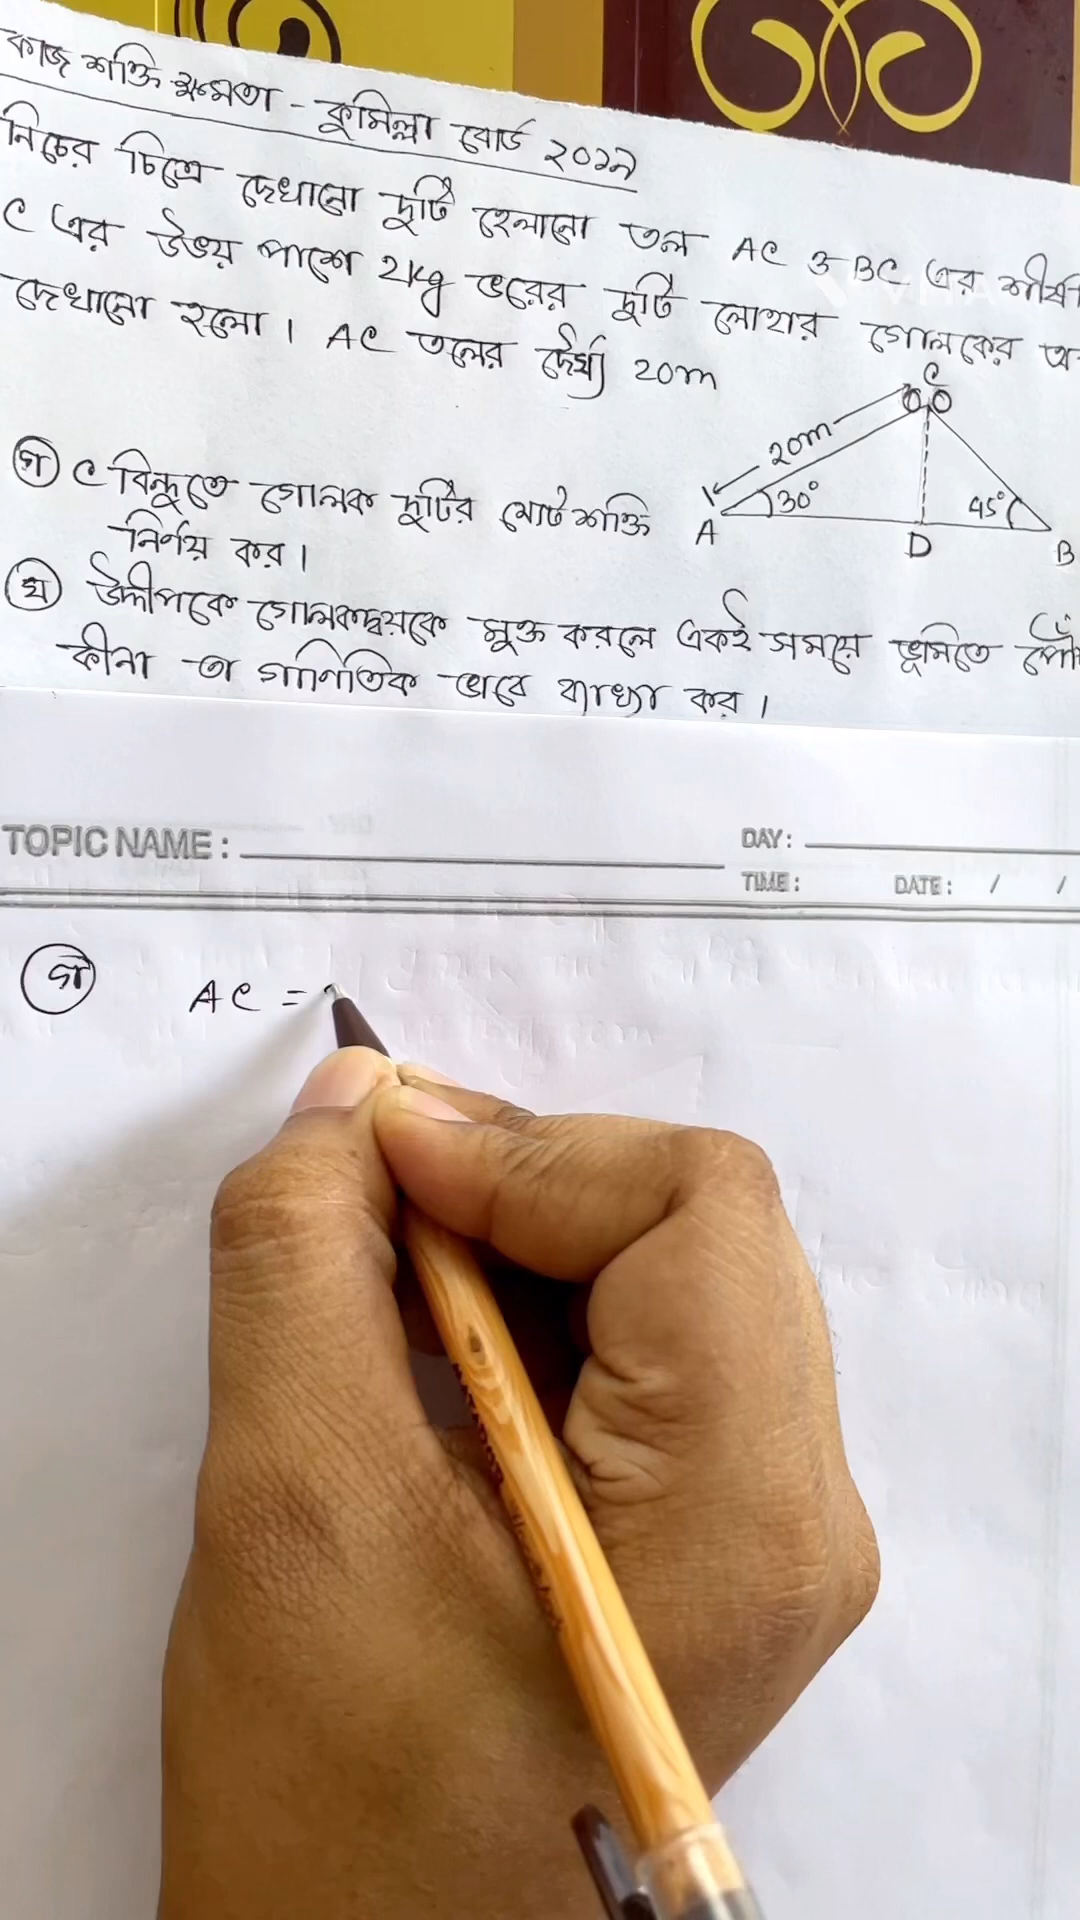 কাজ শক্তি ক্ষমতা - কুমিল্লা বোর্ড ২০১৯
নিচের চিত্রে দেখানো দুটি হেলানো তল AC ও BC এর শীর্ষ
C এর উভয় পাশে 2kg ভরের দুটি লোহার গোলকের
দেখানো হলো। AC তলের দৈর্ঘ্য 20m
C
20m
30°
45°
A
D
B
গ C বিন্দুতে গোলক দুটির মোট শক্তি
নির্ণয় কর।
ঘ উদ্দীপকে গোলকদ্বয়কে মুক্ত করলে একই সময়ে ভূমিতে
কীনা তা গাণিতিক ভাবে ব্যাখ্যা কর।
TOPIC NAME :
DAY :
TIME :
DATE : / /
গ AC =